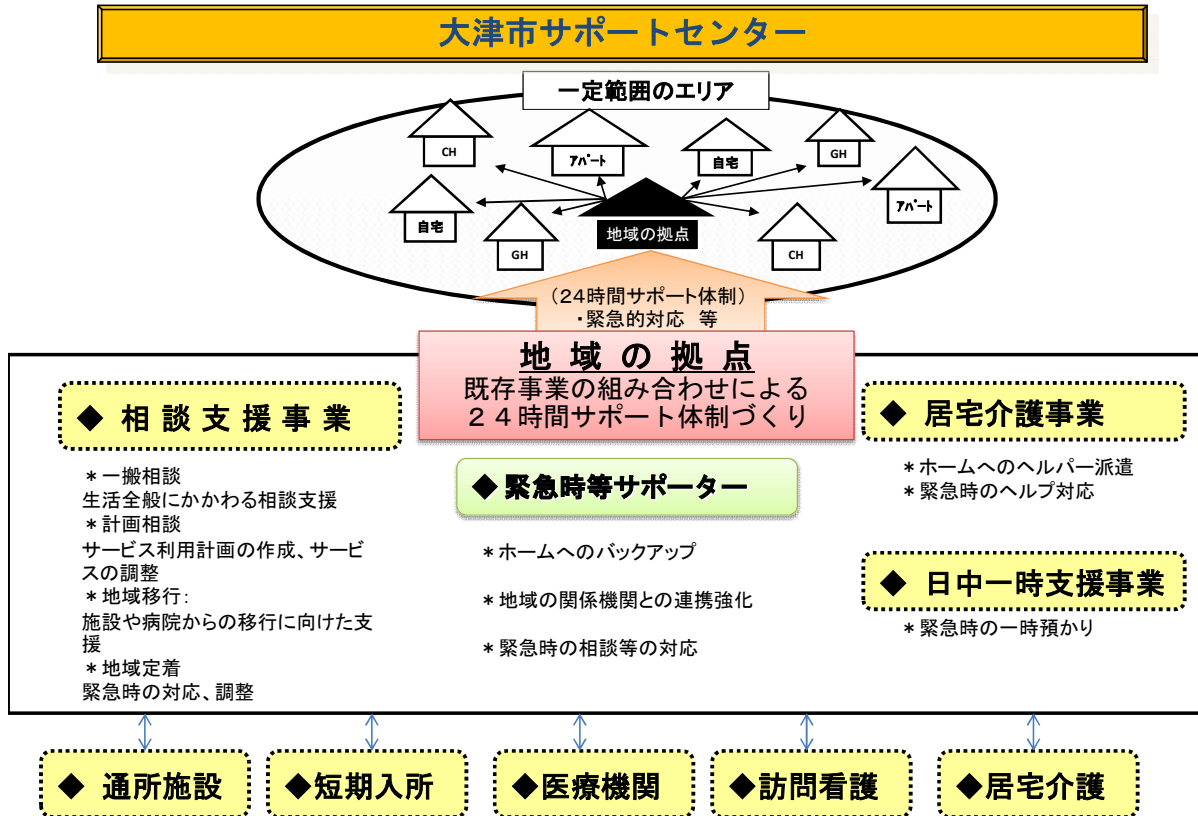 大津市サポートセンター
一定範囲のエリア
CH
アパート
自宅
GH
自宅
GH
地域の拠点
CH
アパート
(24時間サポート体制)
・緊急的対応 等
地域の拠点
既存事業の組み合わせによる
24時間サポート体制づくり
◆ 相談支援事業
*一搬相談
生活全般にかかわる相談支援
*計画相談
サービス利用計画の作成、サービ
スの調整
*地域移行:
施設や病院からの移行に向けた支
援
*地域定着
緊急時の対応、調整
◆緊急時等サポーター
*ホームへのバックアップ
*地域の関係機関との連携強化
*緊急時の相談等の対応
◆ 居宅介護事業
*ホームへのヘルパー派遣
*緊急時のヘルプ対応
◆ 日中一時支援事業
*緊急時の一時預かり
◆ 通所施設
◆短期入所
◆医療機関
◆訪問看護
◆居宅介護